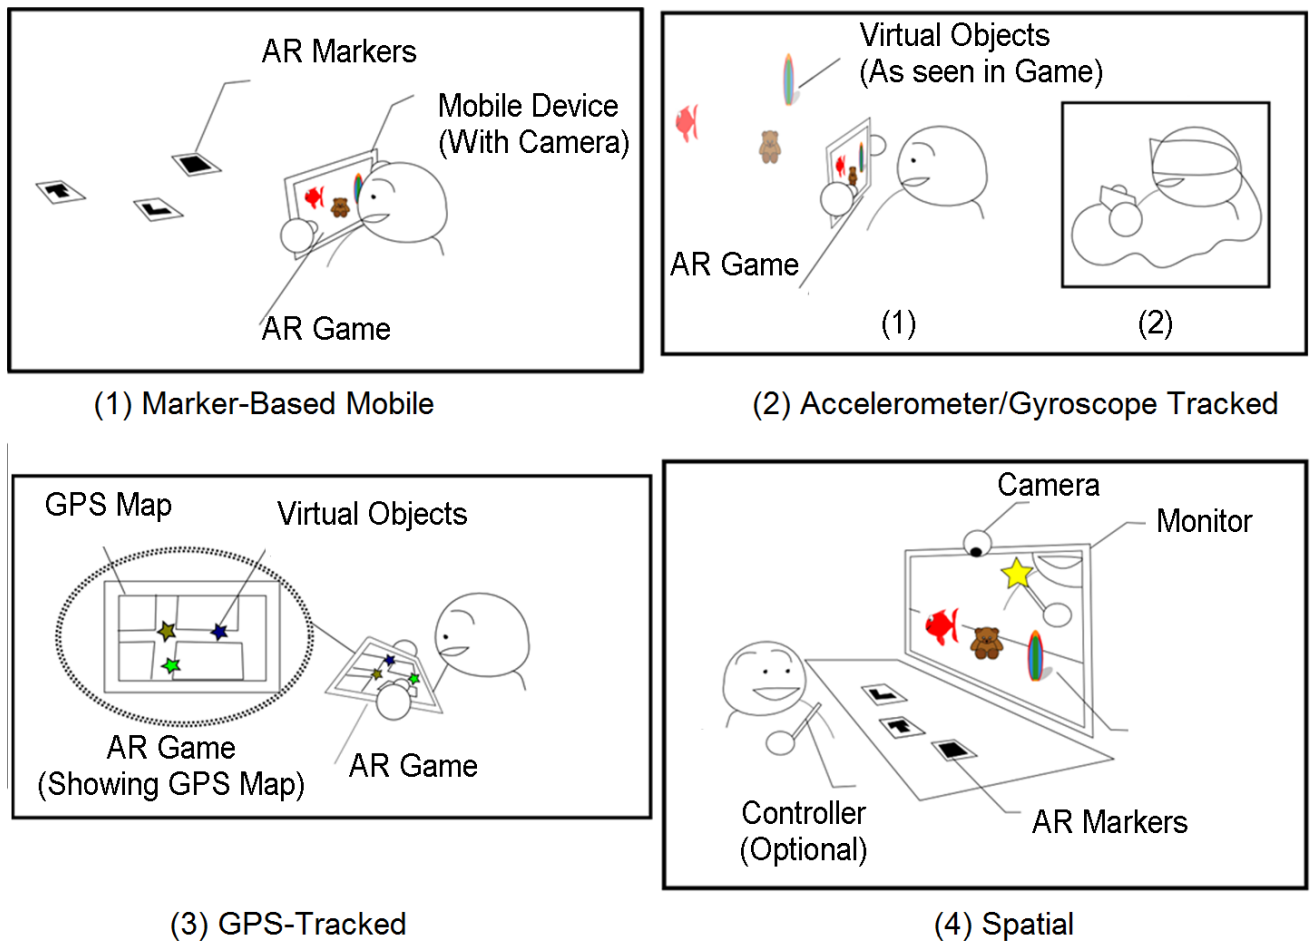 AR Markers
Mobile Device
(With Camera)
AR Game
(1) Marker-Based Mobile
Virtual Objects
(As seen in Game)
AR Game
(1)
(2)
(2) Accelerometer/Gyroscope Tracked
GPS Map
Virtual Objects
AR Game
(Showing GPS Map)
AR Game
(3) GPS-Tracked
Camera
Monitor
Controller
(Optional)
AR Markers
(4) Spatial